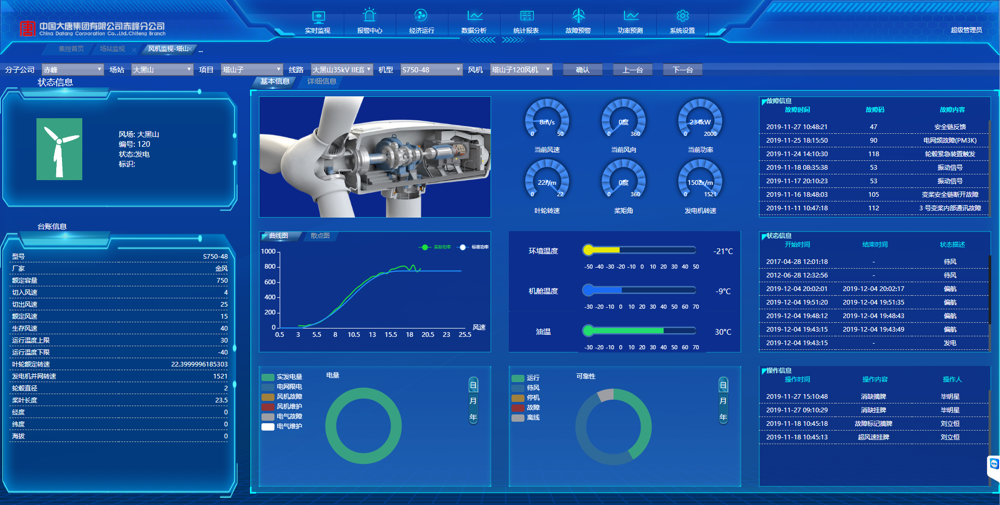 中国大唐集团有限公司赤峰分公司
China Datang Corporation Co.,Ltd.Chifeng Branch
实时监视 报警中心 经济运行 数据分析 统计报表 故障预警 功率预测 系统设置
超级管理员
集控首页 场站监视 × 风机监视-塔山× ...
分子公司 赤峰 场站 大黑山 项目 塔山子 线路 大黑山35kV IIE段 机型 S750-48 风机 塔山子120风机 确认 上一台 下一台
状态信息
风场: 大黑山
编号: 120
状态:发电
标识:
台账信息
型号 S750-48
厂家 金风
额定容量 750
切入风速 4
切出风速 25
额定风速 15
生存风速 40
运行温度上限 30
运行温度下限 -40
叶轮额定转速 22.3999996185303
发电机并网转速 1521
轮毂直径 2
桨叶长度 23.5
经度 0
纬度 0
海拔 0
基本信息 详细信息
8m/s
0 50
当前风速
0度
0 360
当前风向
234kW
0 2000
当前功率
22r/m
0 22
叶轮转速
0度
0 360
桨矩角
1502r/m
0 1521
发电机转速
故障信息
故障时间 故障码 故障内容
2019-11-27 10:48:21 47 安全链反馈
2019-11-25 18:15:50 90 电网频故障(PM3K)
2019-11-24 14:10:30 118 轮毂紧急装置触发
2019-11-18 08:35:38 53 振动信号
2019-11-17 20:10:23 53 振动信号
2019-11-16 18:48:03 105 变桨安全链断开故障
2019-11-11 10:47:18 112 3 号变桨内部通讯故障
曲线图 散点图
实际功率 标准功率
1000
800
600
400
200
0
0.5 3 5.5 8 10.5 13 15.5 18 20.5 23 25.5
风速
环境温度 -21°C
-50 -40 -30 -20 -10 0 10 20 30 40 50
机舱温度 -9°C
-30 -20 -10 0 10 20 30 40 50 60 70
油温 30°C
-30 -20 -10 0 10 20 30 40 50 60 70
状态信息
开始时间 结束时间 状态描述
2017-04-28 12:01:18 - 待风
2012-06-28 12:32:56 - 待风
2019-12-04 20:02:01 2019-12-04 20:02:17 偏航
2019-12-04 19:51:20 2019-12-04 19:51:35 偏航
2019-12-04 19:48:12 2019-12-04 19:48:43 偏航
2019-12-04 19:43:15 2019-12-04 19:43:49 偏航
2019-12-04 19:43:15 - 发电
电量
实发电量
电网限电
风机故障
风机维护
电气故障
电气维护
日
月
年
可靠性
运行
待风
停机
故障
离线
日
月
年
操作信息
操作时间 操作内容 操作人
2019-11-27 15:10:48 消缺摘牌 毕明星
2019-11-27 09:10:29 消缺挂牌 毕明星
2019-11-18 10:45:18 故障标记摘牌 刘立恒
2019-11-18 10:45:13 超风速挂牌 刘立恒